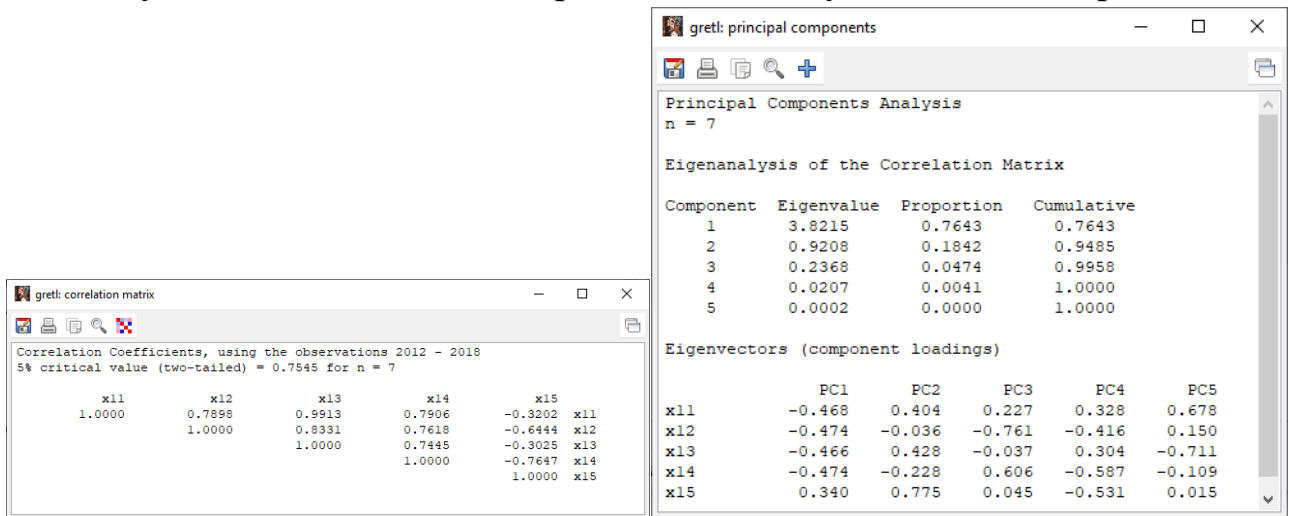 gretl: correlation matrix
Correlation Coefficients, using the observations 2012 - 2018
5% critical value (two-tailed) = 0.7545 for n = 7
x11 x12 x13 x14 x15
1.0000 0.7898 0.9913 0.7906 -0.3202 x11
1.0000 0.8331 0.7618 -0.6444 x12
1.0000 0.7445 -0.3025 x13
1.0000 -0.7647 x14
1.0000 x15
gretl: principal components
Principal Components Analysis
n = 7
Eigenanalysis of the Correlation Matrix
Component Eigenvalue Proportion Cumulative
1 3.8215 0.7643 0.7643
2 0.9208 0.1842 0.9485
3 0.2368 0.0474 0.9958
4 0.0207 0.0041 1.0000
5 0.0002 0.0000 1.0000
Eigenvectors (component loadings)
PC1 PC2 PC3 PC4 PC5
x11 -0.468 0.404 0.227 0.328 0.678
x12 -0.474 -0.036 -0.761 -0.416 0.150
x13 -0.466 0.428 -0.037 0.304 -0.711
x14 -0.474 -0.228 0.606 -0.587 -0.109
x15 0.340 0.775 0.045 -0.531 0.015